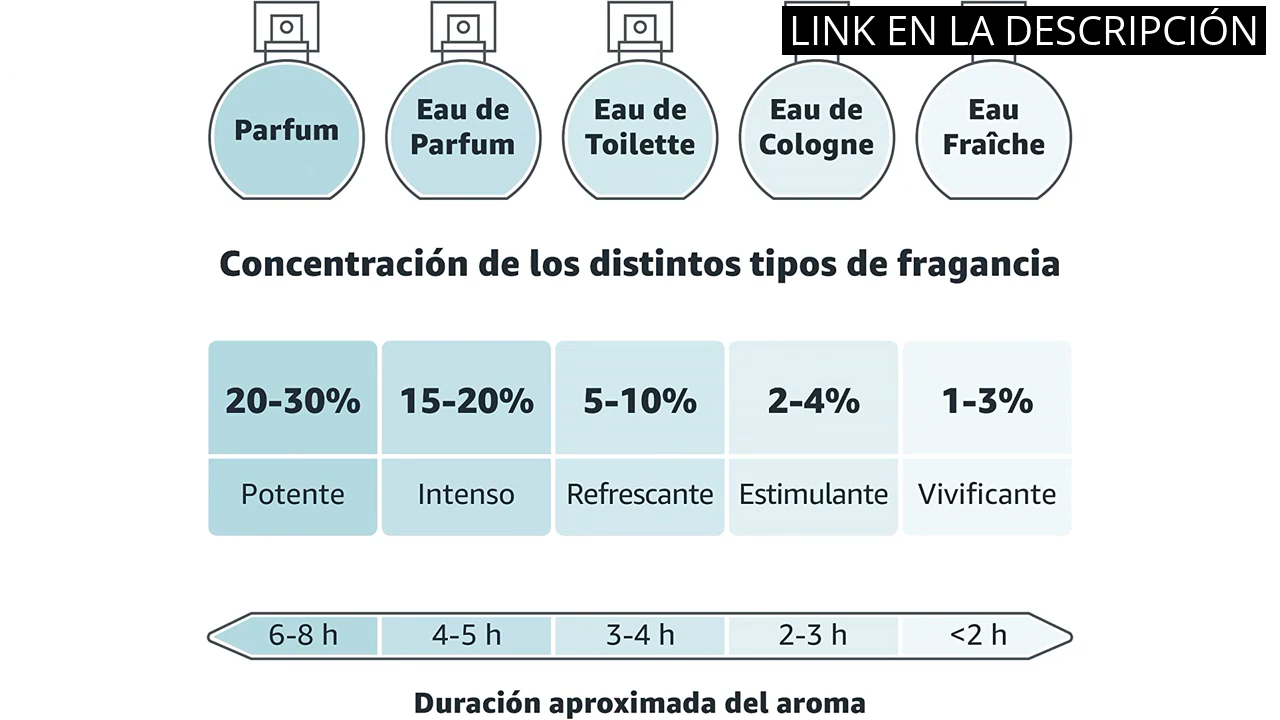 LINK EN LA DESCRIPCIÓN
Parfum
Eau de
Parfum
Eau de
Toilette
Eau de
Cologne
Eau
Fraîche
Concentración de los distintos tipos de fragancia
20-30% 15-20% 5-10% 2-4% 1-3%
Potente Intenso Refrescante Estimulante Vivificante
6-8 h 4-5 h 3-4 h 2-3 h <2 h
Duración aproximada del aroma